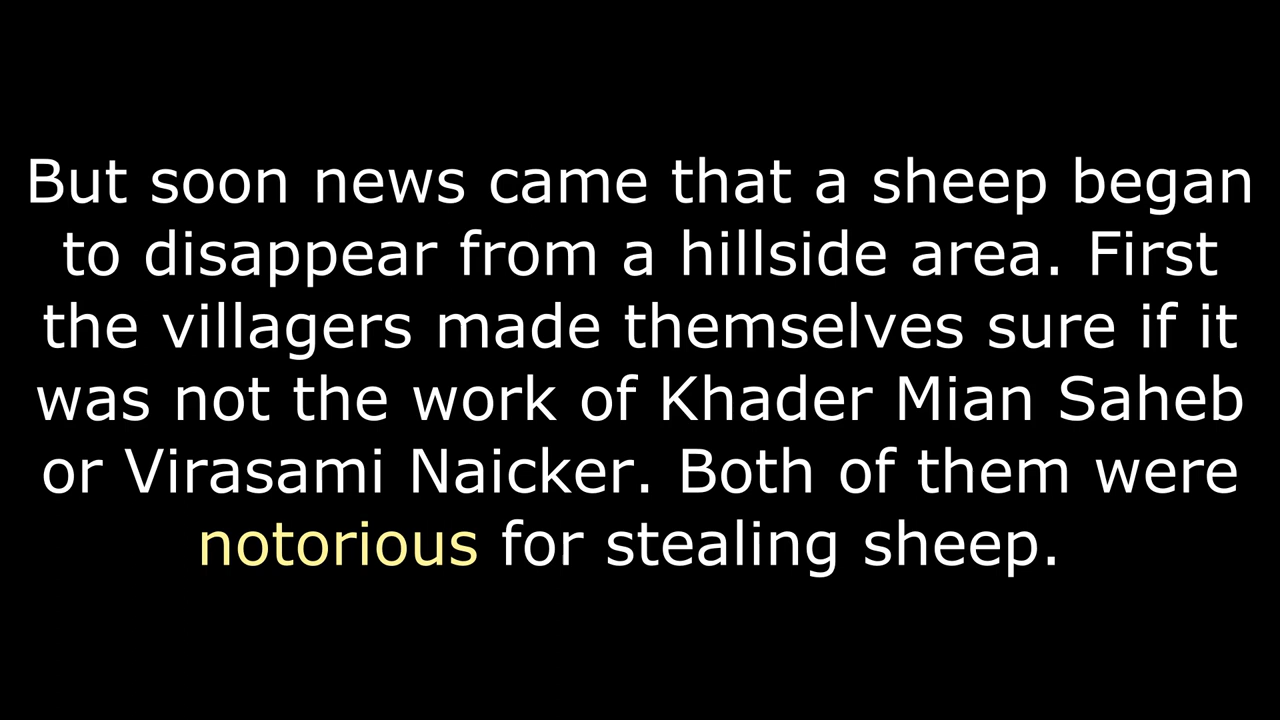 But soon news came that a sheep began
to disappear from a hillside area. First
the villagers made themselves sure if it
was not the work of Khader Mian Saheb
or Virasami Naicker. Both of them were
notorious for stealing sheep.